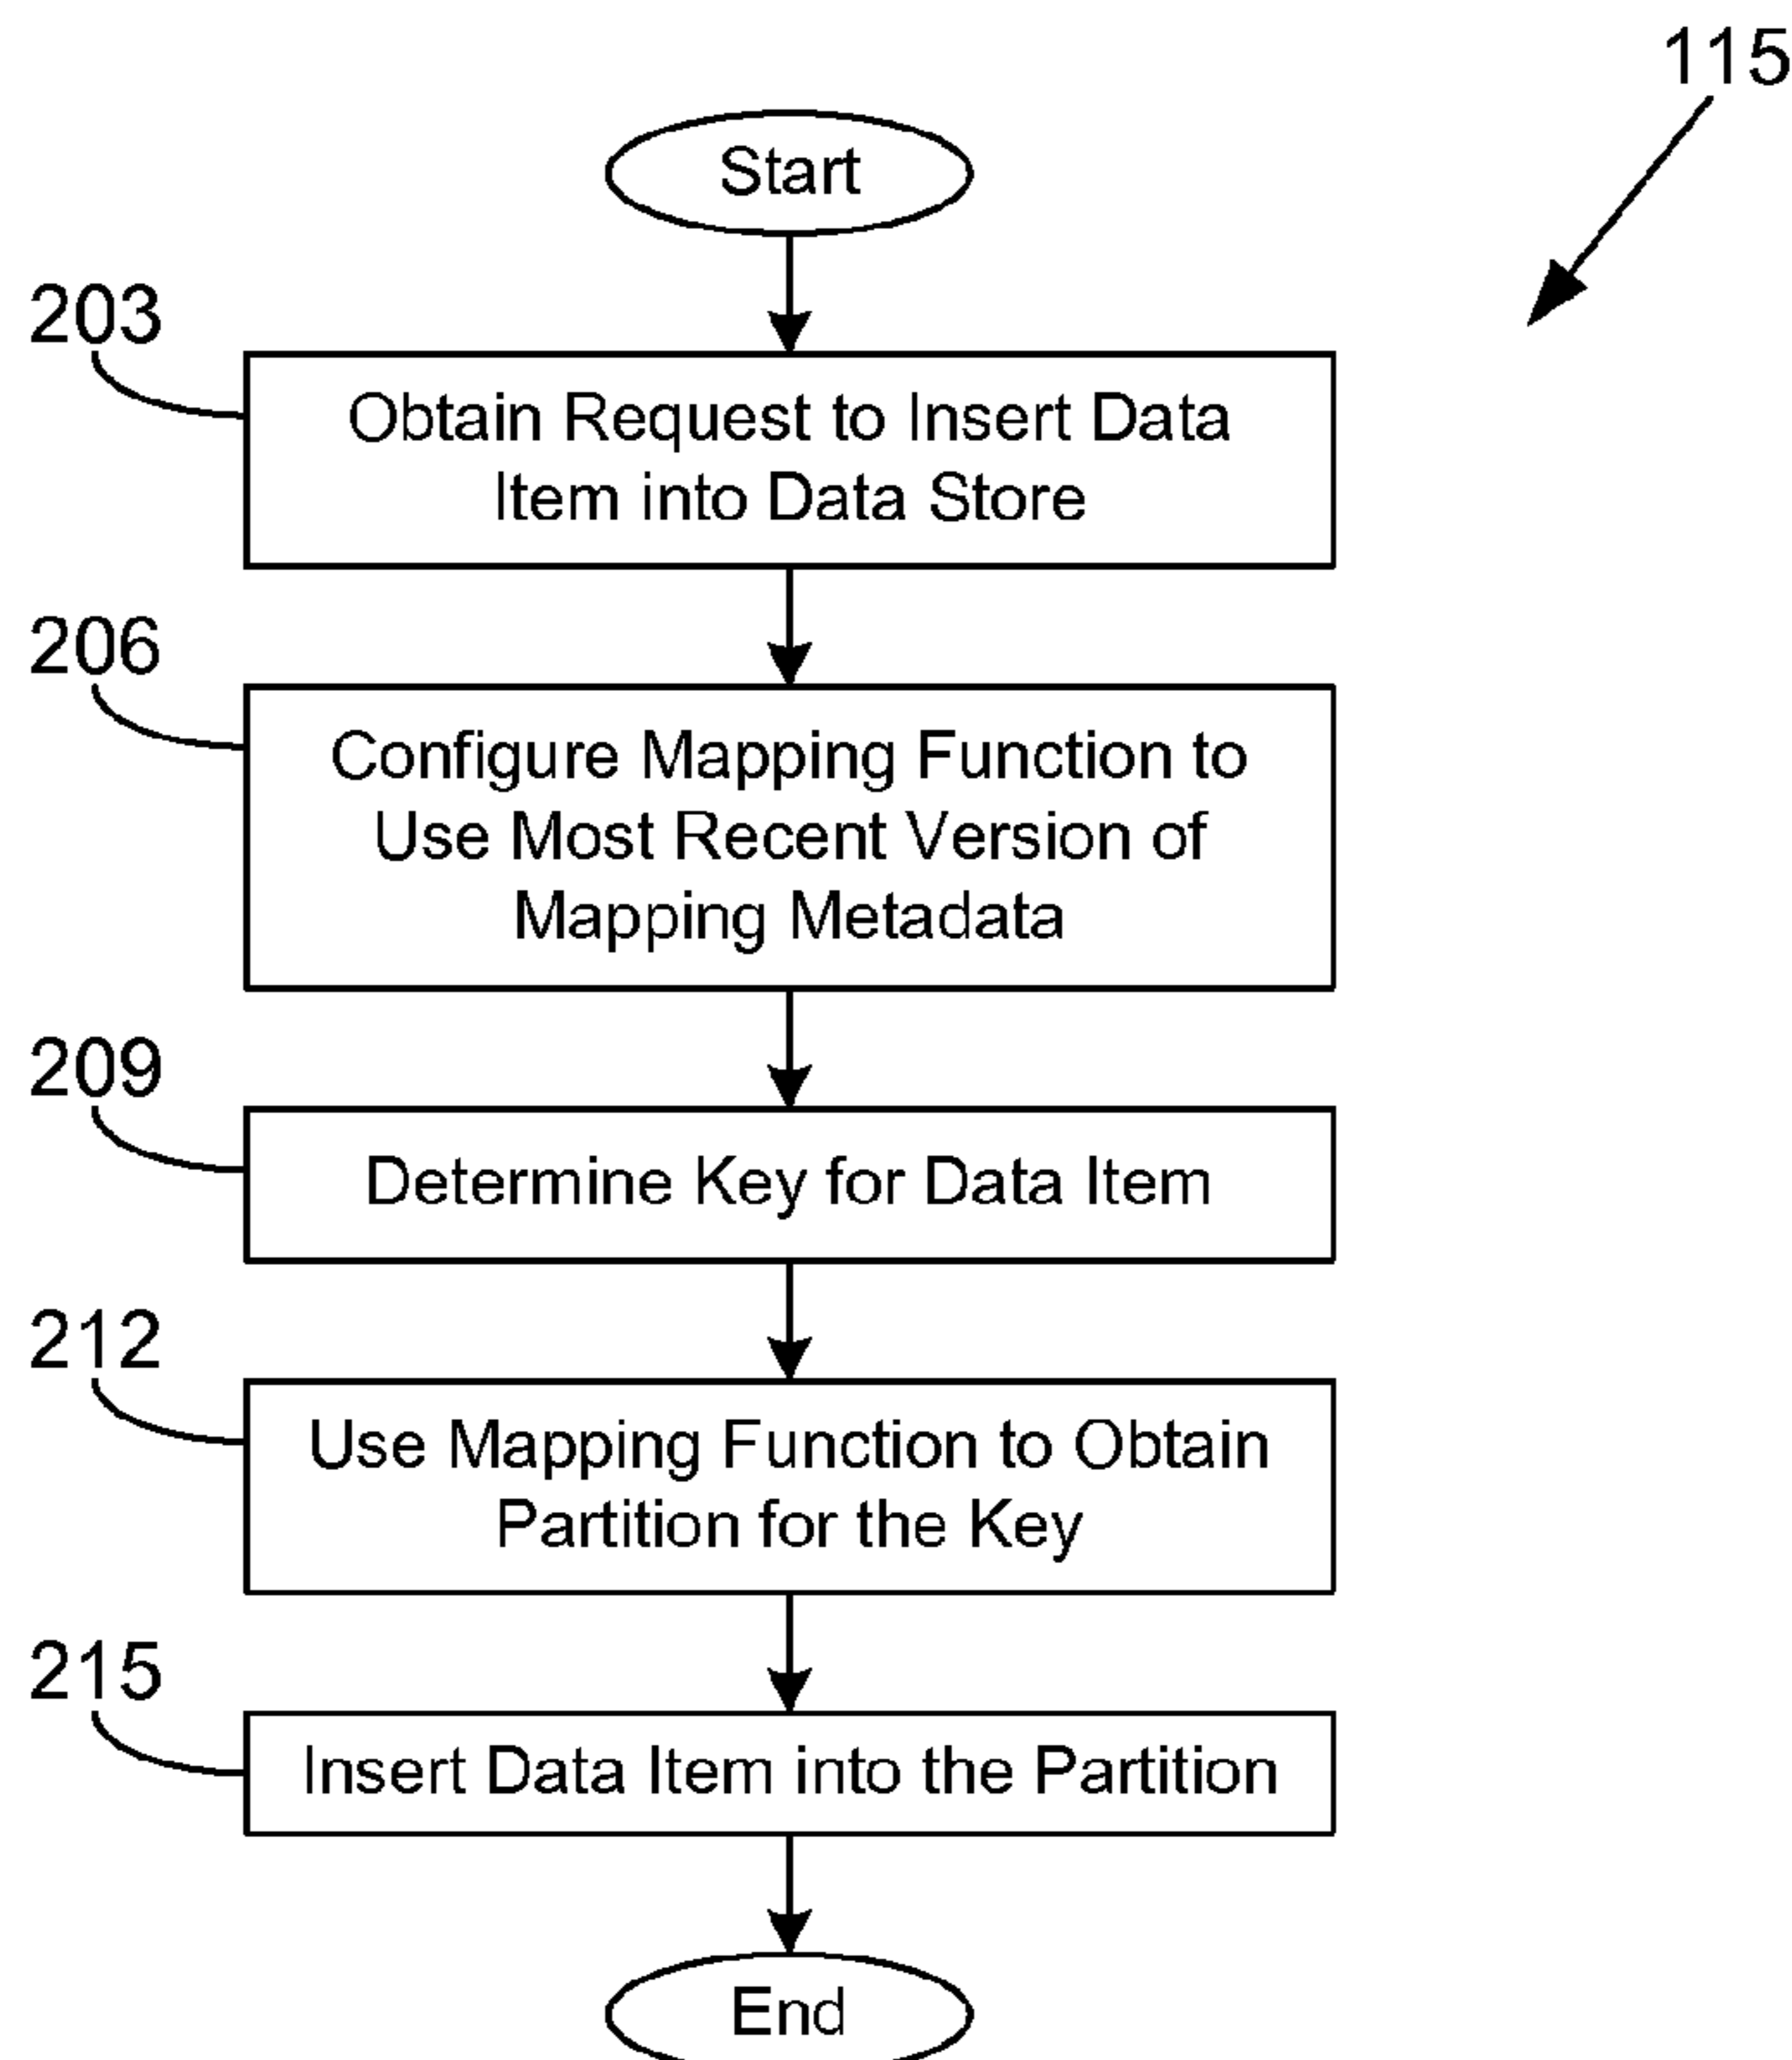 115
Start
203
Obtain Request to Insert Data
Item into Data Store
206
Configure Mapping Function to
Use Most Recent Version of
Mapping Metadata
209
Determine Key for Data Item
212
Use Mapping Function to Obtain
Partition for the Key
215
Insert Data Item into the Partition
End